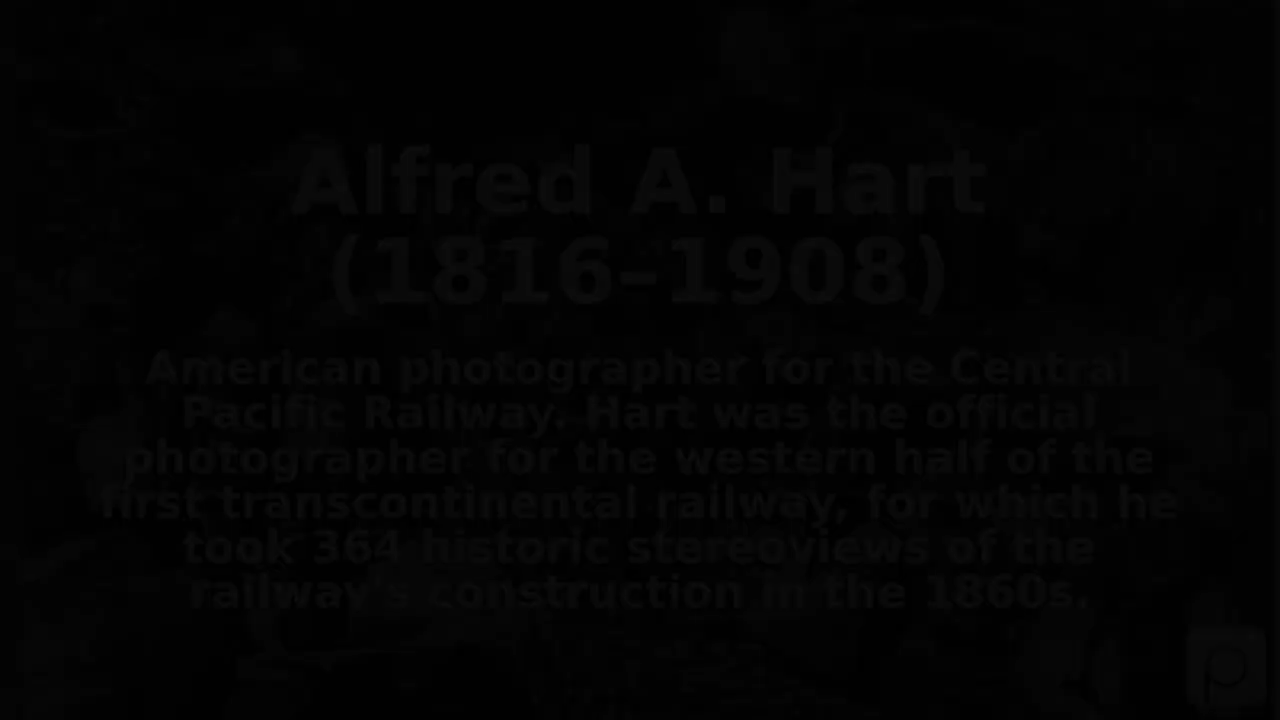 Alfred A. Hart
(1816–1908)
American photographer for the Central
Pacific Railway. Hart was the official
photographer for the western half of the
first transcontinental railway, for which he
took 364 historic stereoviews of the
railway's construction in the 1860s.